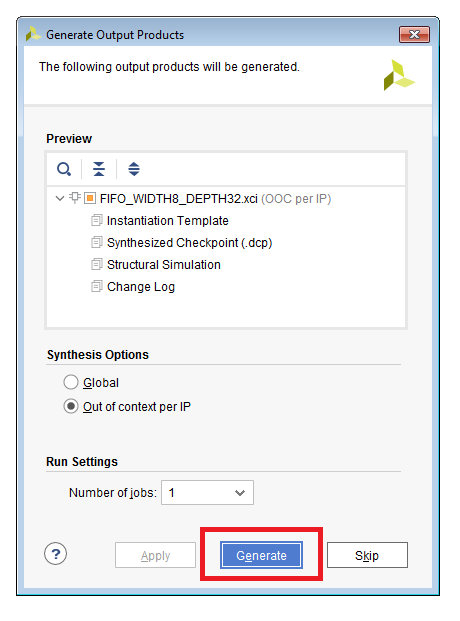 Generate Output Products
The following output products will be generated.
Preview
FIFO_WIDTH8_DEPTH32.xci (OOC per IP)
Instantiation Template
Synthesized Checkpoint (.dcp)
Structural Simulation
Change Log
Synthesis Options
Global
Out of context per IP
Run Settings
Number of jobs: 1
? Apply Generate Skip